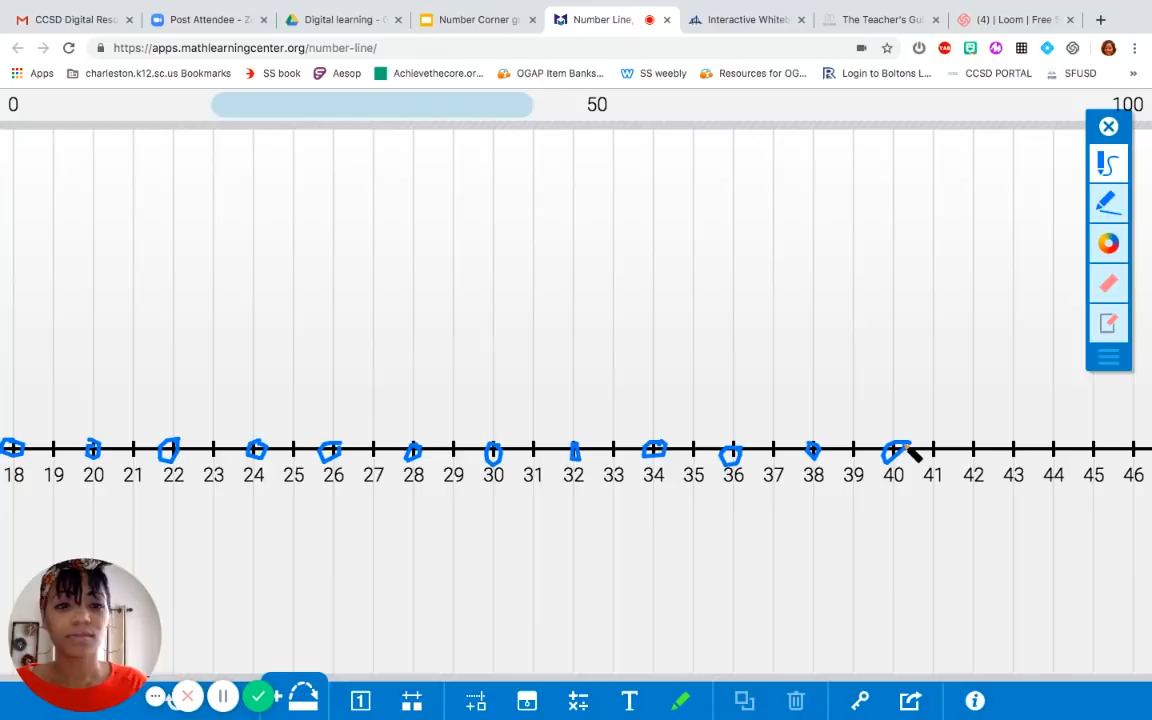 CCSD Digital Resou
Post Attendee - Zo
Digital learning - G
Number Corner gr
Number Line,
Interactive Whiteb
The Teacher's Gui
(4) | Loom | Free S
https://apps.mathlearningcenter.org/number-line/
Apps
charleston.k12.sc.us Bookmarks
SS book
Aesop
Achievethecore.or...
OGAP Item Banks...
SS weebly
Resources for OG...
Login to Boltons L...
CCSD PORTAL
SFUSD
»
0 50 100
18 19 20 21 22 23 24 25 26 27 28 29 30 31 32 33 34 35 36 37 38 39 40 41 42 43 44 45 46
1
T